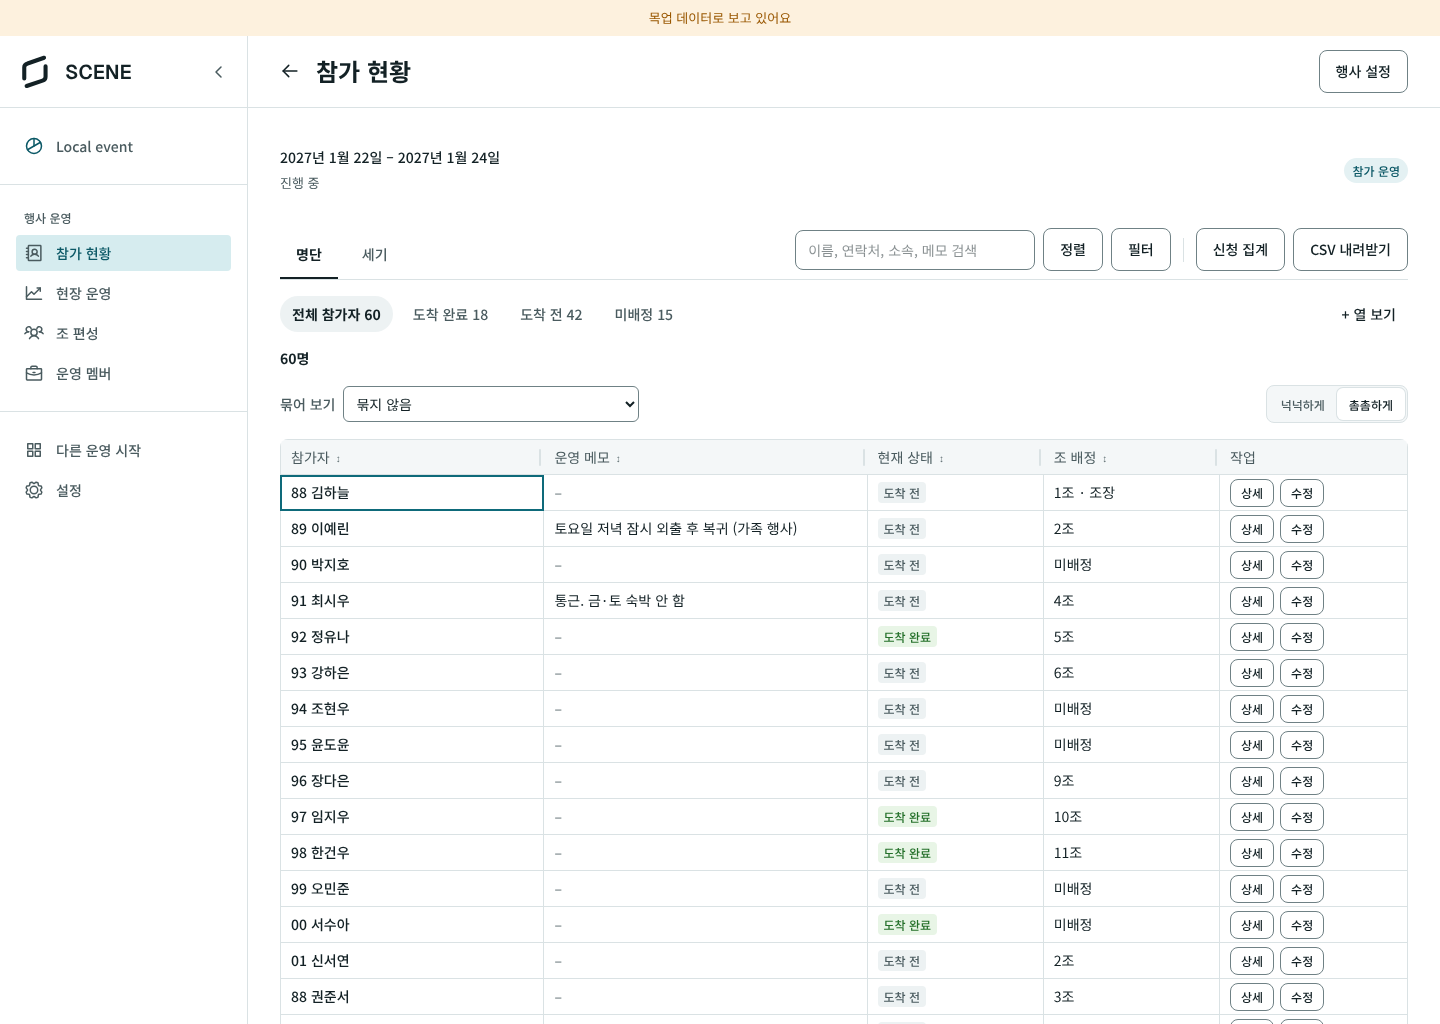 목업 데이터로 보고 있어요
SCENE
참가 현황
행사 설정
Local event
행사 운영
참가 현황
현장 운영
조 편성
운영 멤버
다른 운영 시작
설정
2027년 1월 22일 – 2027년 1월 24일
진행 중
참가 운영
명단 세기
이름, 연락처, 소속, 메모 검색 정렬 필터 신청 집계 CSV 내려받기
전체 참가자 60 도착 완료 18 도착 전 42 미배정 15 + 열 보기
60명
묶어 보기 묶지 않음 넉넉하게 촘촘하게
참가자 ↕ 운영 메모 ↕ 현재 상태 ↕ 조 배정 ↕ 작업
88 김하늘 – 도착 전 1조 · 조장 상세 수정
89 이예린 토요일 저녁 잠시 외출 후 복귀 (가족 행사) 도착 전 2조 상세 수정
90 박지호 – 도착 전 미배정 상세 수정
91 최시우 통근. 금·토 숙박 안 함 도착 전 4조 상세 수정
92 정유나 – 도착 완료 5조 상세 수정
93 강하은 – 도착 전 6조 상세 수정
94 조현우 – 도착 전 미배정 상세 수정
95 윤도윤 – 도착 전 미배정 상세 수정
96 장다은 – 도착 전 9조 상세 수정
97 임지우 – 도착 완료 10조 상세 수정
98 한건우 – 도착 완료 11조 상세 수정
99 오민준 – 도착 전 미배정 상세 수정
00 서수아 – 도착 완료 미배정 상세 수정
01 신서연 – 도착 전 2조 상세 수정
88 권준서 – 도착 전 3조 상세 수정